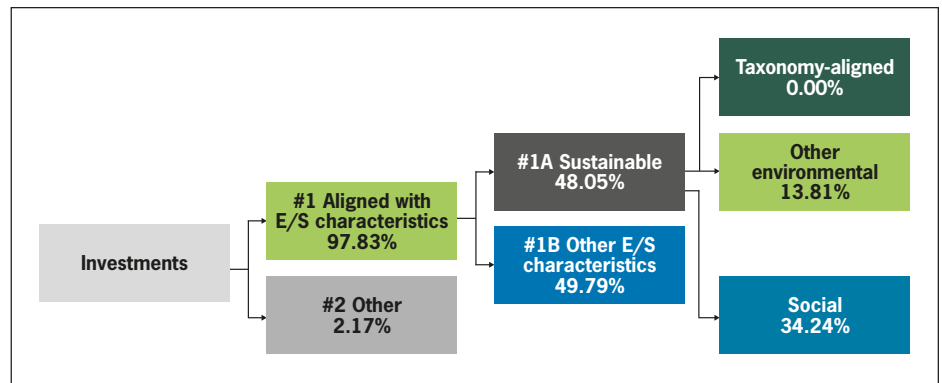 Investments
#1 Aligned with
E/S characteristics
97.83%
#2 Other
2.17%
#1A Sustainable
48.05%
#1B Other E/S
characteristics
49.79%
Taxonomy-aligned
0.00%
Other
environmental
13.81%
Social
34.24%